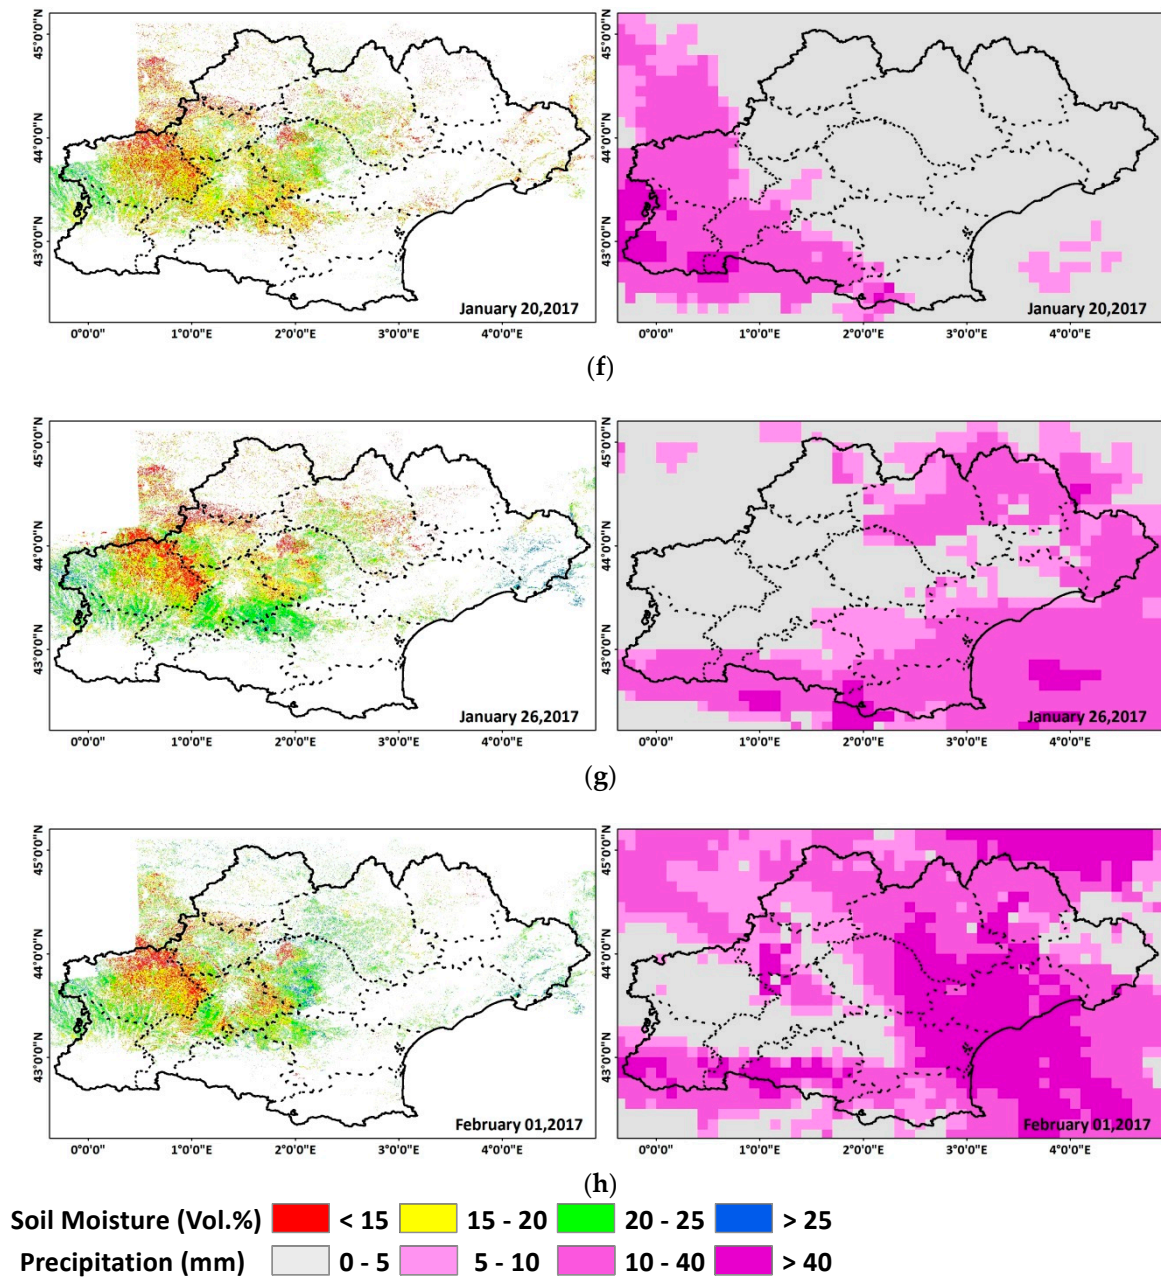 45°0'0"N
44°0'0"N
43°0'0"N
January 20,2017
January 20,2017
0°0'0" 1°0'0"E 2°0'0"E 3°0'0"E 4°0'0"E
0°0'0" 1°0'0"E 2°0'0"E 3°0'0"E 4°0'0"E
(f)
45°0'0"N
44°0'0"N
43°0'0"N
45°0'0"N
44°0'0"N
43°0'0"N
January 26,2017
January 26,2017
0°0'0" 1°0'0"E 2°0'0"E 3°0'0"E 4°0'0"E
0°0'0" 1°0'0"E 2°0'0"E 3°0'0"E 4°0'0"E
(g)
45°0'0"N
44°0'0"N
43°0'0"N
45°0'0"N
44°0'0"N
43°0'0"N
February 01,2017
February 01,2017
0°0'0" 1°0'0"E 2°0'0"E 3°0'0"E 4°0'0"E
0°0'0" 1°0'0"E 2°0'0"E 3°0'0"E 4°0'0"E
(h)
45°0'0"N
44°0'0"N
43°0'0"N
Soil Moisture (Vol.%) < 15 15 - 20 20 - 25 > 25
Precipitation (mm) 0 - 5 5 - 10 10 - 40 > 40